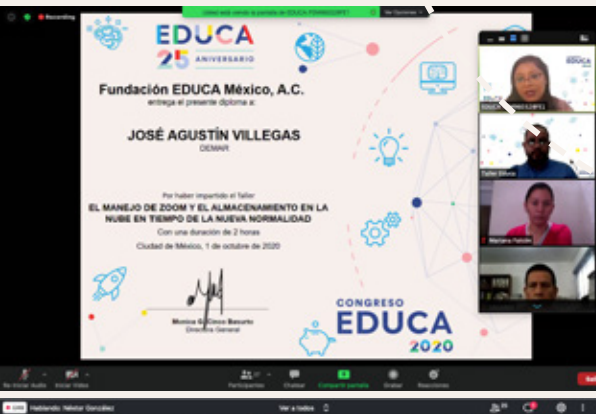 Recording
Usted está viendo la pantalla de EDUCA
Ver Opciones
EDUCA
25 ANIVERSARIO
Fundación EDUCA México, A.C.
entrega el presente diploma a:
JOSÉ AGUSTÍN VILLEGAS
DEMAR
Por haber impartido el Taller
EL MANEJO DE ZOOM Y EL ALMACENAMIENTO EN LA
NUBE EN TIEMPO DE LA NUEVA NORMALIDAD
Con una duración de 2 horas
Ciudad de México, 1 de octubre de 2020
Directora General
CONGRESO
EDUCA
2020
EDUCA
EDUCA
Taller Educa
Mariana Falcón
Iniciar Video
Participantes
Chatear
Compartir pantalla
Grabar
Reacciones
Hablando: Néstor González
Ver a todos